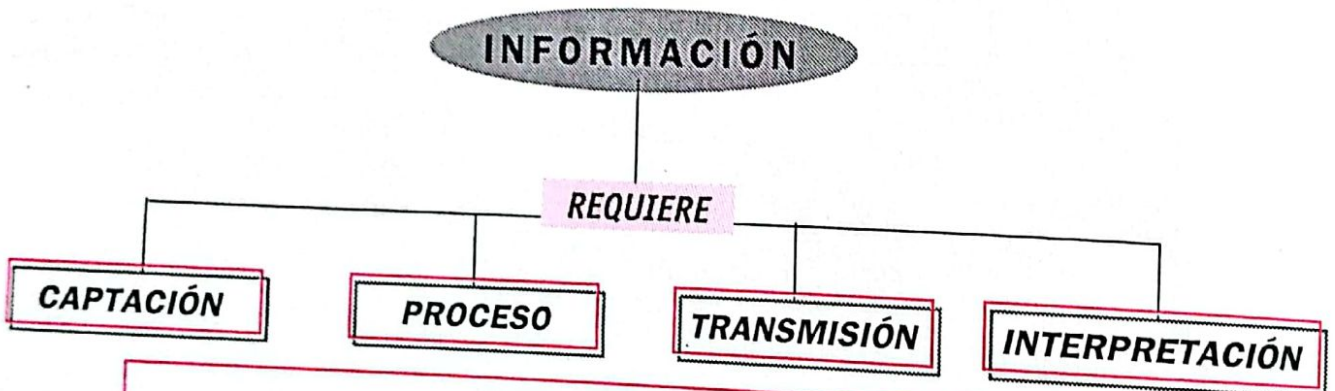 INFORMACIÓN
REQUIERE
CAPTACIÓN
PROCESO
TRANSMISIÓN
INTERPRETACIÓN